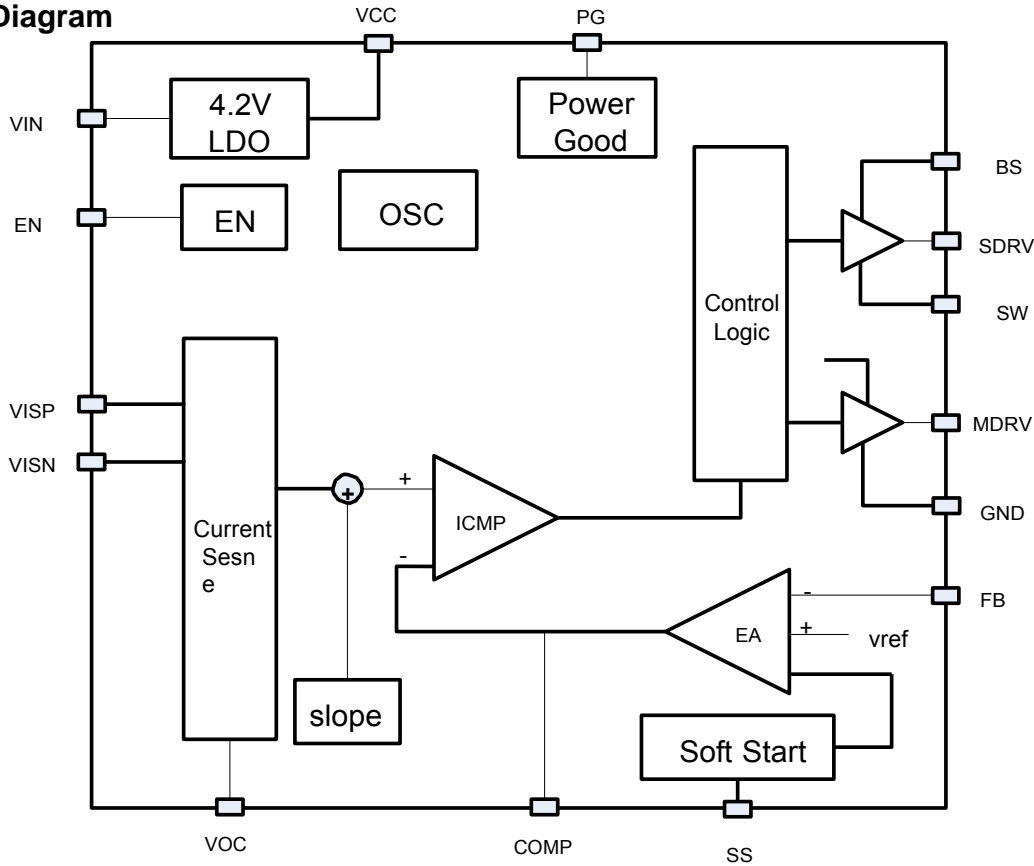 Diagram
VCC
PG
VIN
4.2V
LDO
Power
Good
BS
EN
EN
OSC
SDRV
SW
Control
Logic
VISP
MDRV
VISN
+
+
ICMP
-
Current
Sesn
e
GND
-
FB
EA
+
vref
slope
Soft Start
VOC
COMP
SS